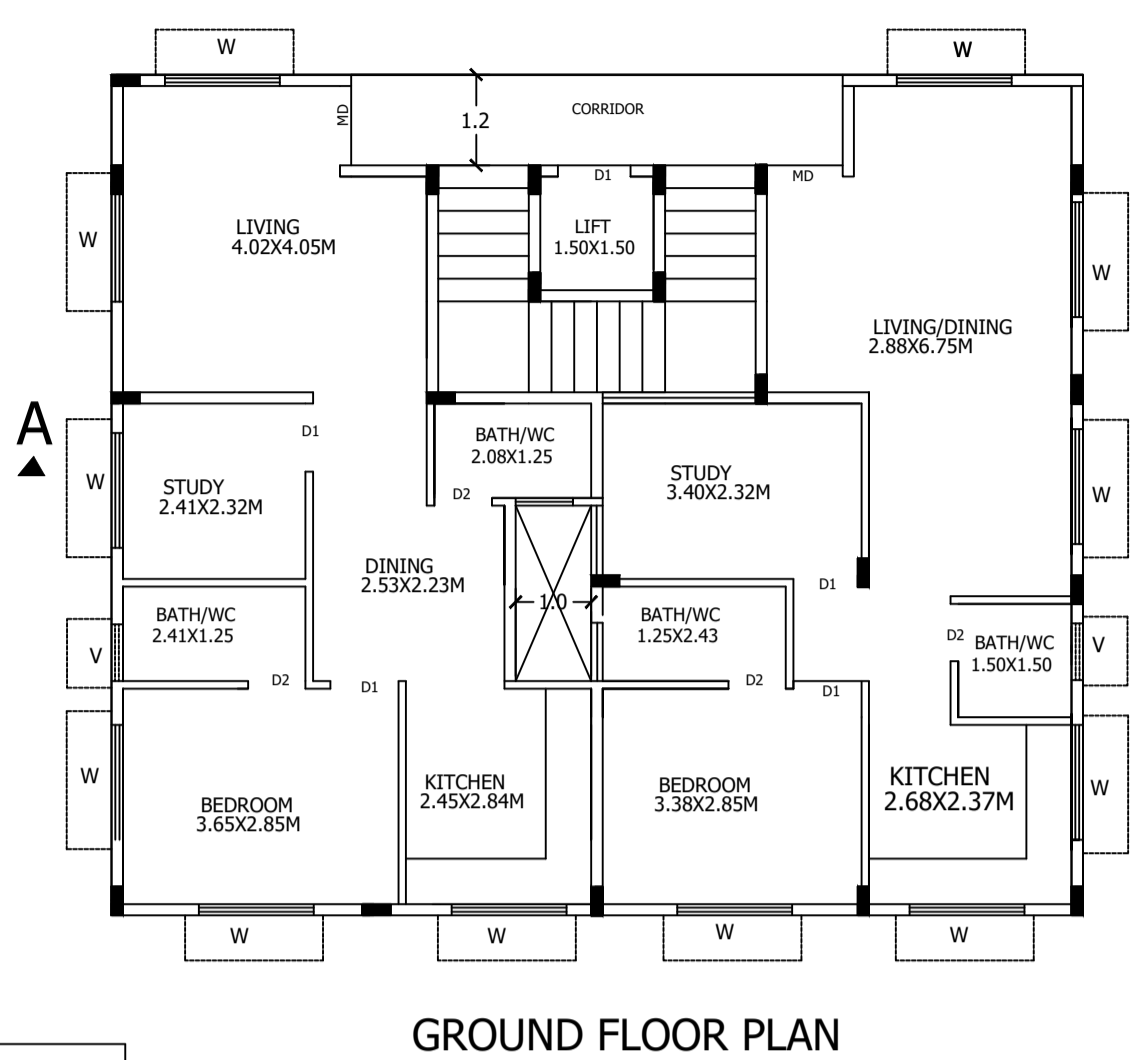 W
W
MD
1.2
CORRIDOR
D1
MD
LIVING
4.02X4.05M
LIFT
1.50X1.50
W
W
LIVING/DINING
2.88X6.75M
A
D1
BATH/WC
2.08X1.25
W
STUDY
2.41X2.32M
D2
STUDY
3.40X2.32M
W
DINING
2.53X2.23M
D1
1.0
BATH/WC
2.41X1.25
BATH/WC
1.25X2.43
D2
BATH/WC
1.50X1.50
V
V
D2
D1
D2
D1
W
BEDROOM
3.65X2.85M
KITCHEN
2.45X2.84M
BEDROOM
3.38X2.85M
KITCHEN
2.68X2.37M
W
W
W
W
W
GROUND FLOOR PLAN